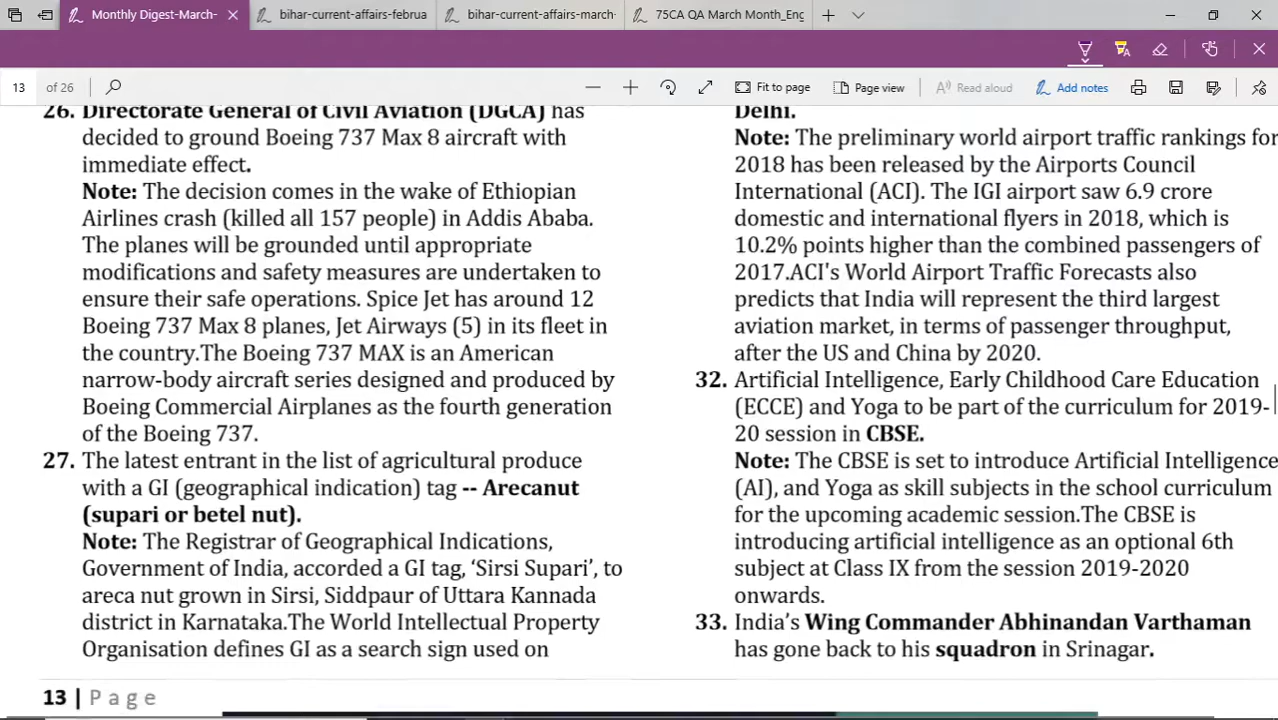 Monthly Digest-March-
bihar-current-affairs-februa
bihar-current-affairs-march-
75CA QA March Month_Eng
13 of 26
Fit to page
Page view
Read aloud
Add notes
26. Directorate General of Civil Aviation (DGCA) has
decided to ground Boeing 737 Max 8 aircraft with
immediate effect.
Note: The decision comes in the wake of Ethiopian
Airlines crash (killed all 157 people) in Addis Ababa.
The planes will be grounded until appropriate
modifications and safety measures are undertaken to
ensure their safe operations. Spice Jet has around 12
Boeing 737 Max 8 planes, Jet Airways (5) in its fleet in
the country.The Boeing 737 MAX is an American
narrow-body aircraft series designed and produced by
Boeing Commercial Airplanes as the fourth generation
of the Boeing 737.
27. The latest entrant in the list of agricultural produce
with a GI (geographical indication) tag -- Arecanut
(supari or betel nut).
Note: The Registrar of Geographical Indications,
Government of India, accorded a GI tag, ‘Sirsi Supari’, to
areca nut grown in Sirsi, Siddpaur of Uttara Kannada
district in Karnataka.The World Intellectual Property
Organisation defines GI as a search sign used on
Delhi.
Note: The preliminary world airport traffic rankings for
2018 has been released by the Airports Council
International (ACI). The IGI airport saw 6.9 crore
domestic and international flyers in 2018, which is
10.2% points higher than the combined passengers of
2017.ACI's World Airport Traffic Forecasts also
predicts that India will represent the third largest
aviation market, in terms of passenger throughput,
after the US and China by 2020.
32. Artificial Intelligence, Early Childhood Care Education
(ECCE) and Yoga to be part of the curriculum for 2019-
20 session in CBSE.
Note: The CBSE is set to introduce Artificial Intelligence
(AI), and Yoga as skill subjects in the school curriculum
for the upcoming academic session.The CBSE is
introducing artificial intelligence as an optional 6th
subject at Class IX from the session 2019-2020
onwards.
33. India’s Wing Commander Abhinandan Varthaman
has gone back to his squadron in Srinagar.
13 | Page